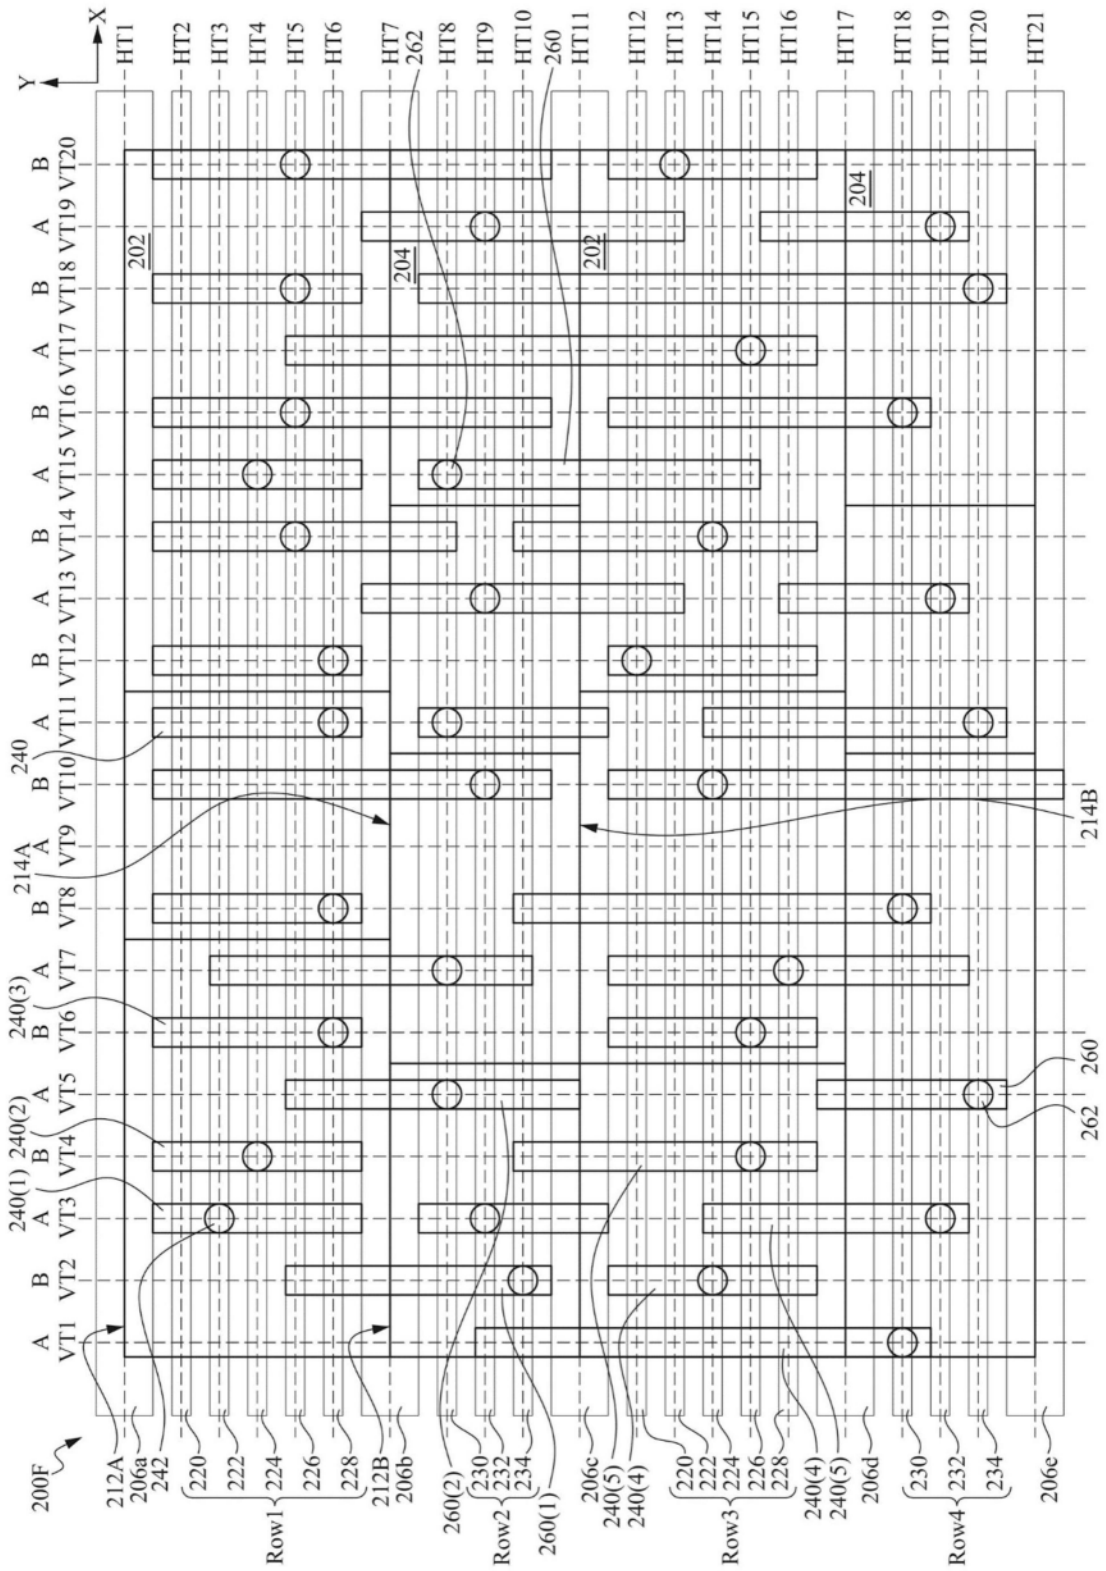 200F
Y
X
HT1
HT2
HT3
HT4
HT5
HT6
HT7
HT8
HT9
HT10
HT11
HT12
HT13
HT14
HT15
HT16
HT17
HT18
HT19
HT20
HT21
262
260
A B A B A B A B A B A B A B A B A B A B
VT1 VT2 VT3 VT4 VT5 VT6 VT7 VT8 VT9 VT10 VT11 VT12 VT13 VT14 VT15 VT16 VT17 VT18 VT19 VT20
240(1)
240(2)
240(3)
214A
240
202
204
202
204
212A
206a
242
220
222
224
226
228
Row1
212B
206b
260(2)
230
232
234
Row2
260(1)
206c
240(5)
240(4)
220
222
224
226
228
Row3
240(4)
240(5)
206d
230
232
234
Row4
206e
262
260
214B